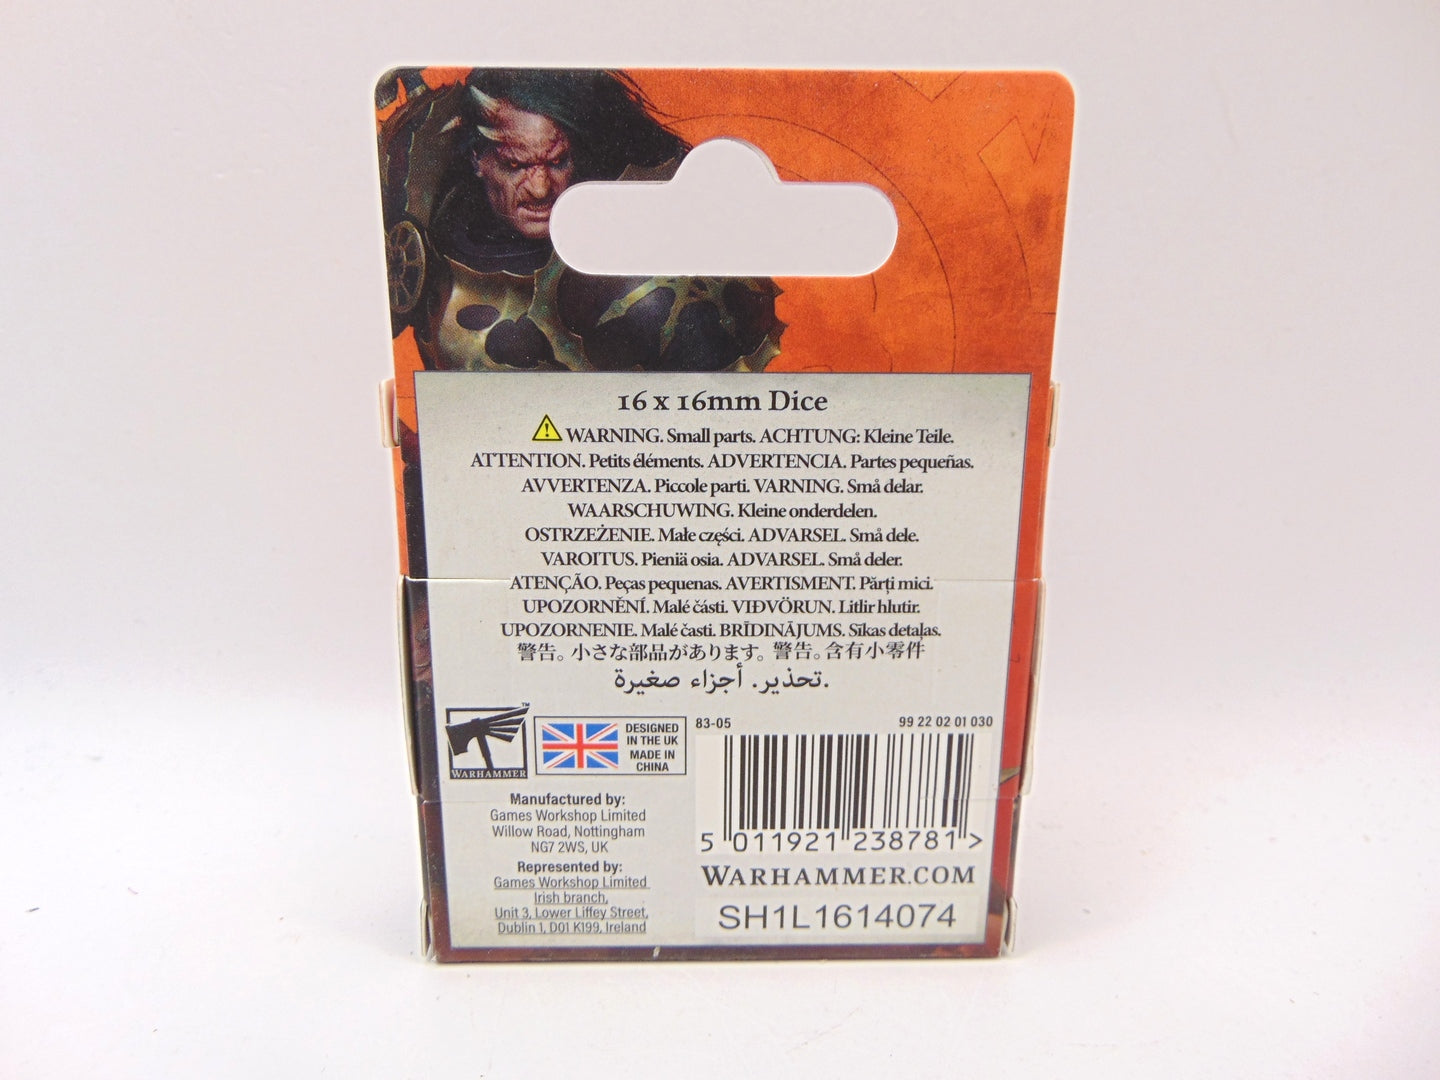 16 x 16mm Dice
WARNING. Small parts. ACHTUNG: Kleine Teile.
ATTENTION. Petits éléments. ADVERTENCIA. Partes pequeñas.
AVVERTENZA. Piccole parti. VARNING. Små delar.
WAARSCHUWING. Kleine onderdelen.
OSTRZEŻENIE. Małe części. ADVARSEL. Små dele.
VAROITUS. Pieniä osia. ADVARSEL. Små deler.
ATENÇÃO. Peças pequenas. AVERTISMENT. Părți mici.
UPOZORNĚNÍ. Malé části. VIÐVÖRUN. Litlir hlutir.
UPOZORNENIE. Malé časti. BRĪDINĀJUMS. Sīkas detaļas.
警告。小さな部品があります。警告。含有小零件
تحذير. أجزاء صغيرة.
WARHAMMER
TM
DESIGNED
IN THE UK
MADE IN
CHINA
Manufactured by:
Games Workshop Limited
Willow Road, Nottingham
NG7 2WS, UK
Represented by:
Games Workshop Limited
Irish branch,
Unit 3, Lower Liffey Street,
Dublin 1, D01 K199, Ireland
83-05 99 22 02 01 030
5 011921 238781 >
WARHAMMER.COM
SH1L1614074